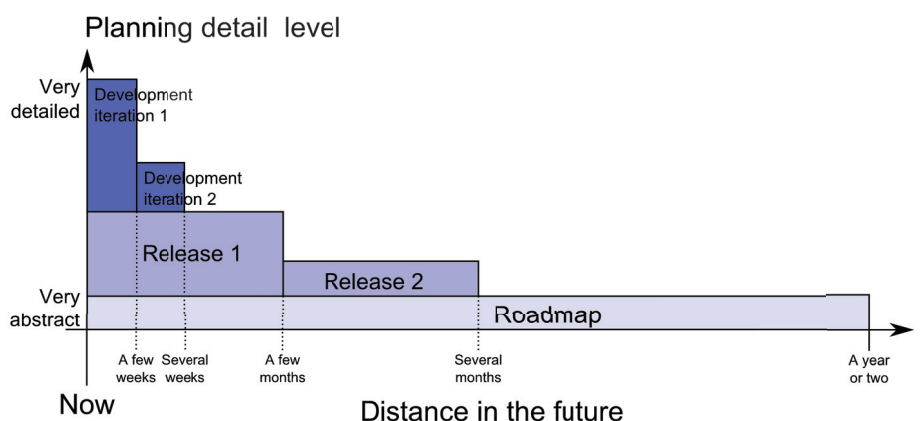 Planning detail level
Very
detailed
Development
iteration 1
Development
iteration 2
Release 1
Release 2
Very
abstract
Roadmap
A few
weeks
Several
weeks
A few
months
Several
months
A year
or two
Now
Distance in the future